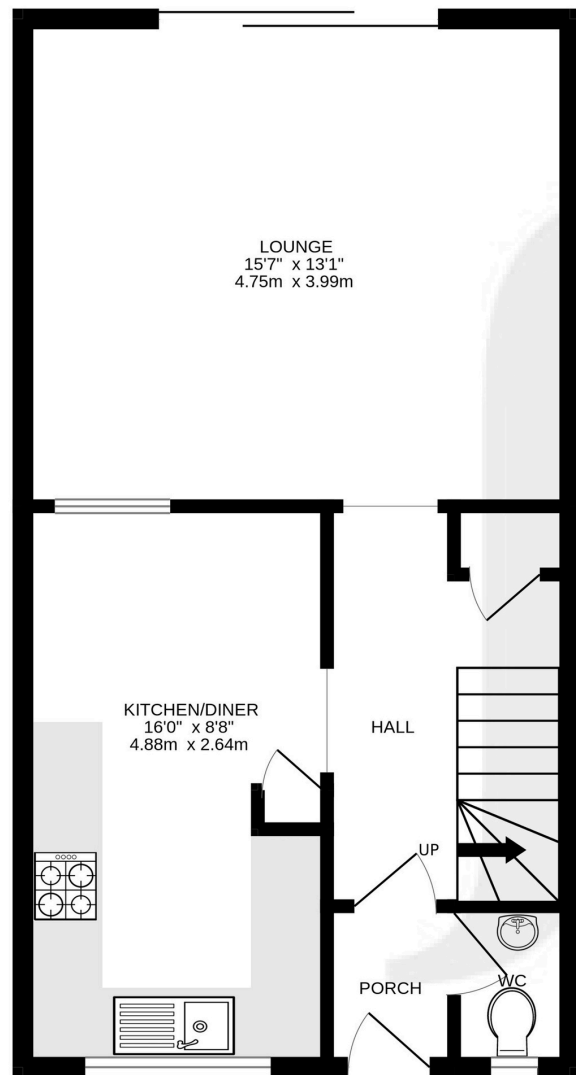 LOUNGE
15'7" x 13'1"
4.75m x 3.99m
KITCHEN/DINER
16'0" x 8'8"
4.88m x 2.64m
HALL
UP
PORCH
WC